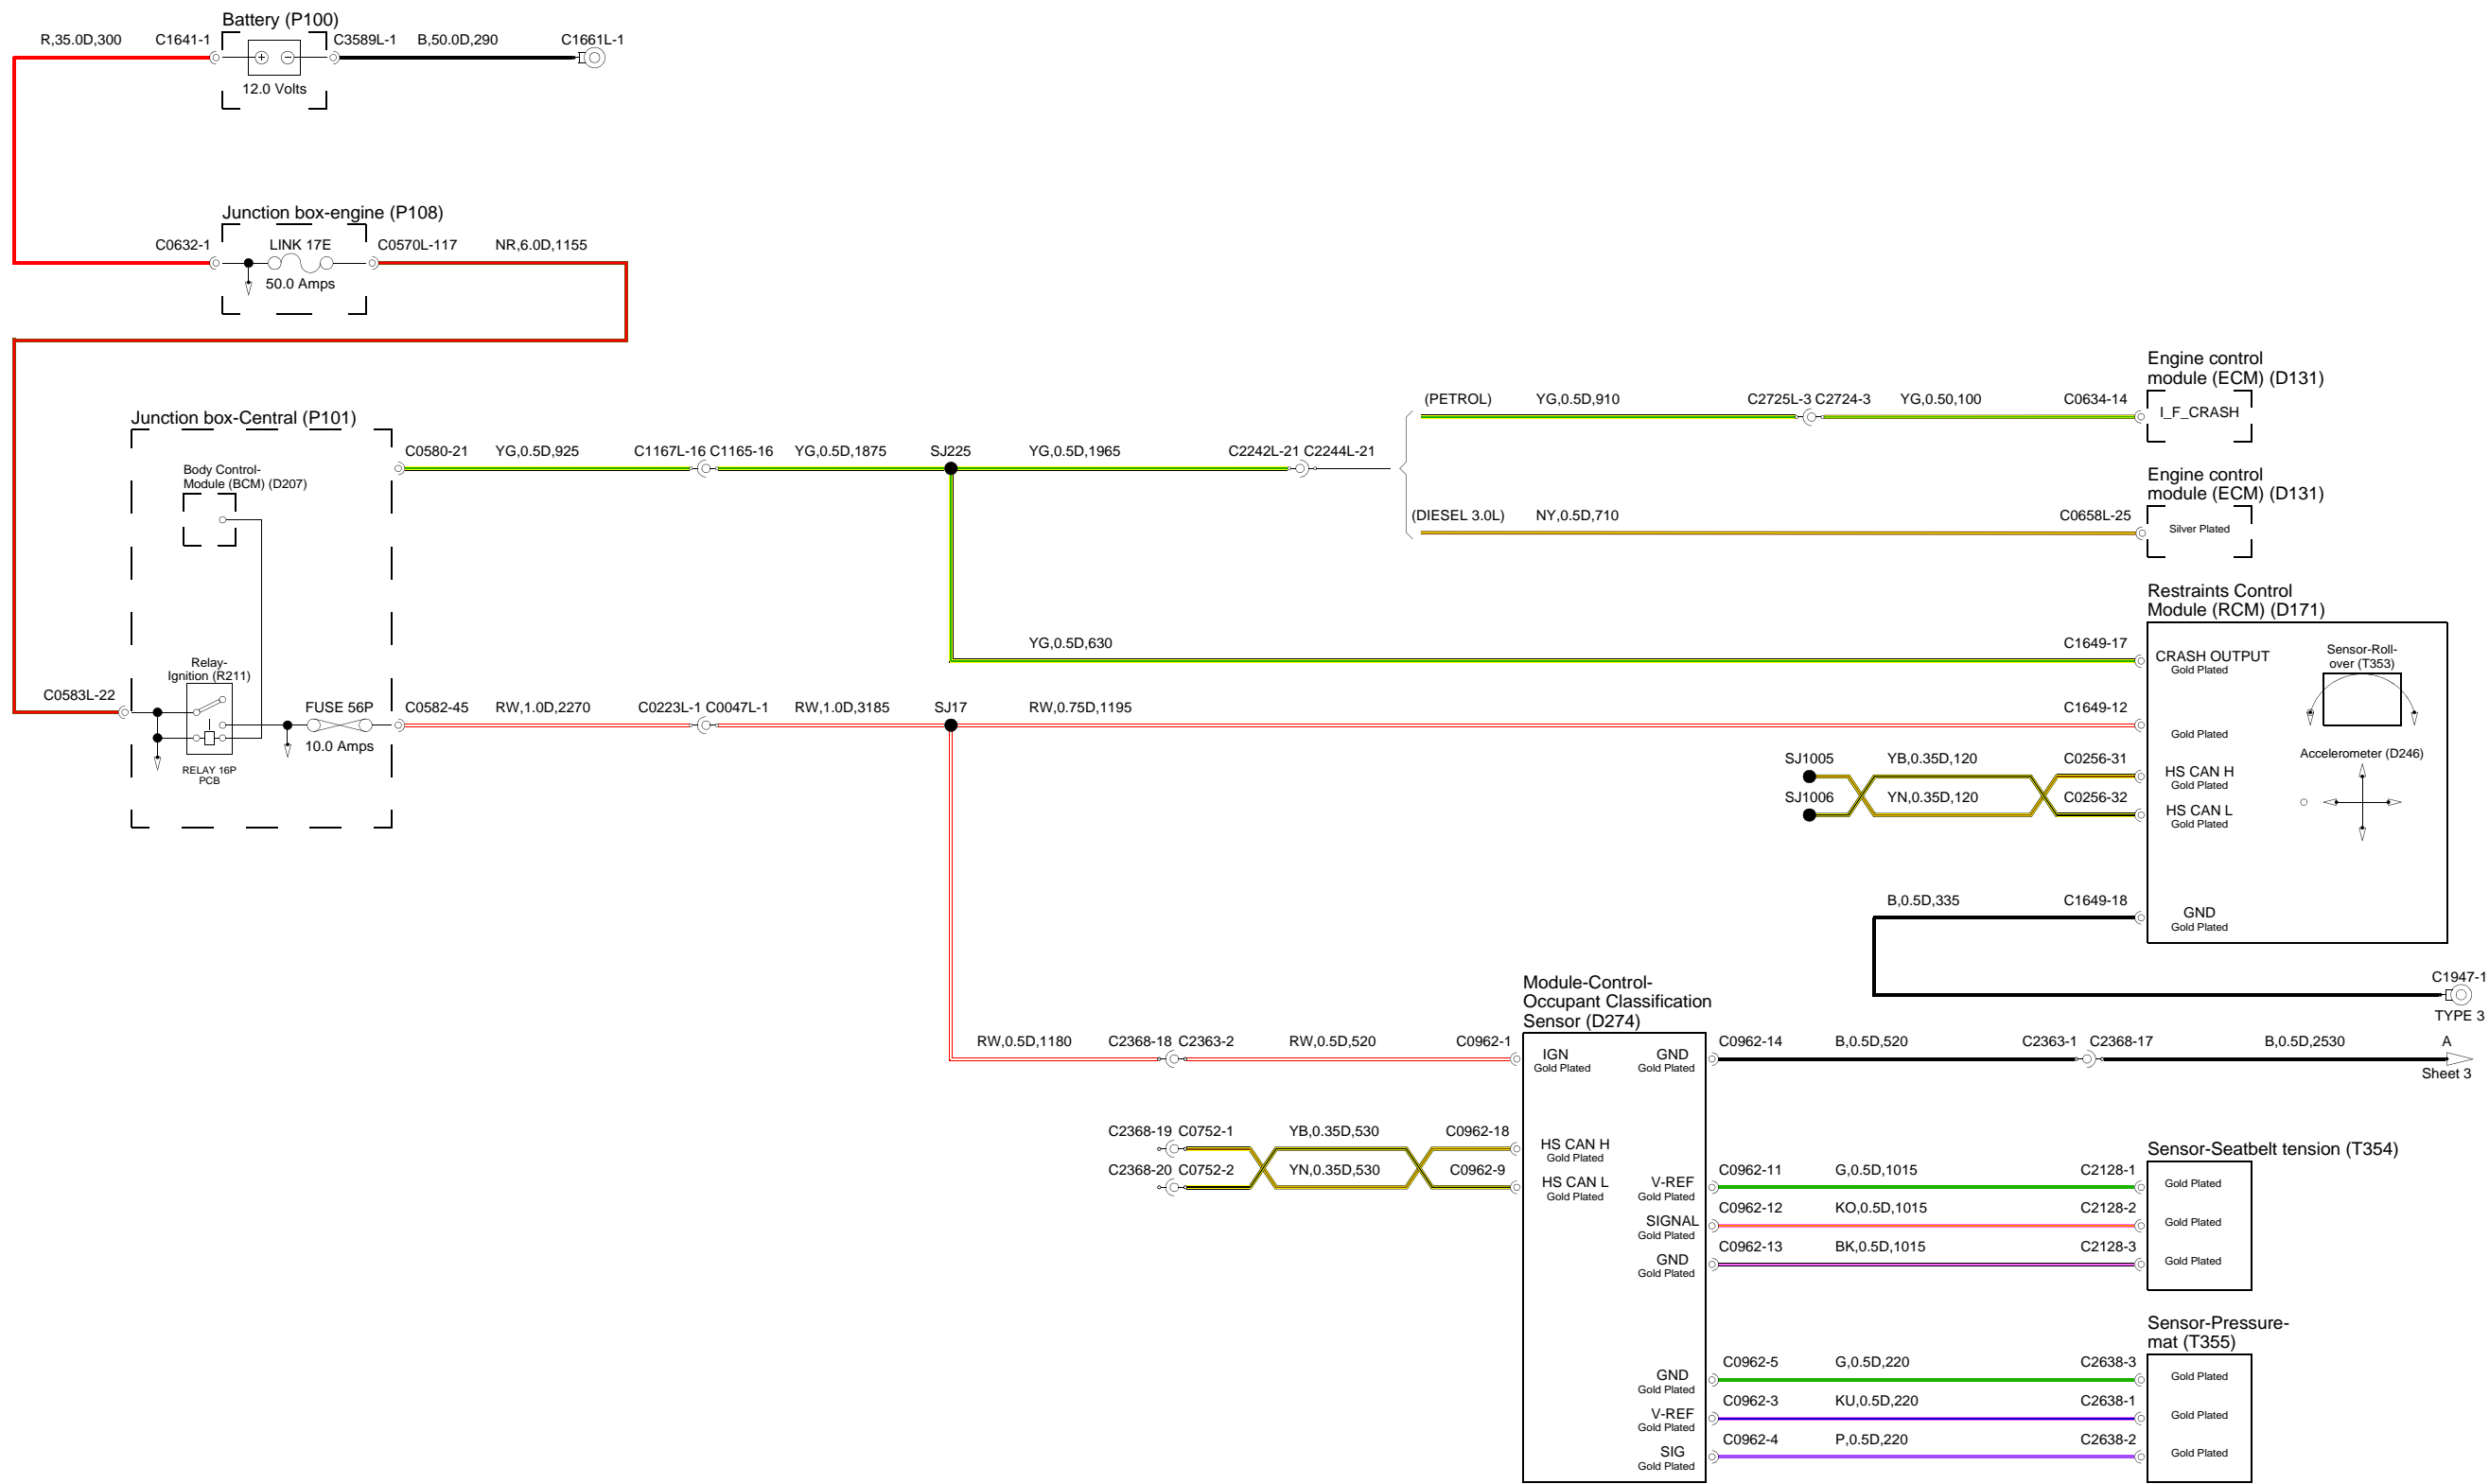 Battery (P100)
R,35.0D,300
C1641-1
C3589L-1
B,50.0D,290
C1661L-1
12.0 Volts
Junction box-engine (P108)
C0632-1
LINK 17E
C0570L-117
NR,6.0D,1155
50.0 Amps
Junction box-Central (P101)
Body Control-
Module (BCM) (D207)
C0580-21
YG,0.5D,925
C1167L-16
C1165-16
YG,0.5D,1875
SJ225
YG,0.5D,1965
C2242L-21
C2244L-21
(PETROL)
YG,0.5D,910
C2725L-3
C2724-3
YG,0.50,100
C0634-14
Engine control
module (ECM) (D131)
I_F_CRASH
(DIESEL 3.0L)
NY,0.5D,710
C0658L-25
Engine control
module (ECM) (D131)
Silver Plated
YG,0.5D,630
C1649-17
Restraints Control
Module (RCM) (D171)
CRASH OUTPUT
Gold Plated
Sensor-Roll-
over (T353)
C0583L-22
Relay-
Ignition (R211)
RELAY 16P
PCB
FUSE 56P
10.0 Amps
C0582-45
RW,1.0D,2270
C0223L-1
C0047L-1
RW,1.0D,3185
SJ17
RW,0.75D,1195
C1649-12
Gold Plated
Accelerometer (D246)
SJ1005
YB,0.35D,120
C0256-31
HS CAN H
Gold Plated
SJ1006
YN,0.35D,120
C0256-32
HS CAN L
Gold Plated
B,0.5D,335
C1649-18
GND
Gold Plated
C1947-1
TYPE 3
Module-Control-
Occupant Classification
Sensor (D274)
RW,0.5D,1180
C2368-18
C2363-2
RW,0.5D,520
C0962-1
IGN
Gold Plated
GND
Gold Plated
C0962-14
B,0.5D,520
C2363-1
C2368-17
B,0.5D,2530
A
Sheet 3
C2368-19
C0752-1
YB,0.35D,530
C0962-18
HS CAN H
Gold Plated
C2368-20
C0752-2
YN,0.35D,530
C0962-9
HS CAN L
Gold Plated
Sensor-Seatbelt tension (T354)
V-REF
Gold Plated
C0962-11
G,0.5D,1015
C2128-1
Gold Plated
SIGNAL
Gold Plated
C0962-12
KO,0.5D,1015
C2128-2
Gold Plated
GND
Gold Plated
C0962-13
BK,0.5D,1015
C2128-3
Gold Plated
Sensor-Pressure-
mat (T355)
GND
Gold Plated
C0962-5
G,0.5D,220
C2638-3
Gold Plated
V-REF
Gold Plated
C0962-3
KU,0.5D,220
C2638-1
Gold Plated
SIG
Gold Plated
C0962-4
P,0.5D,220
C2638-2
Gold Plated